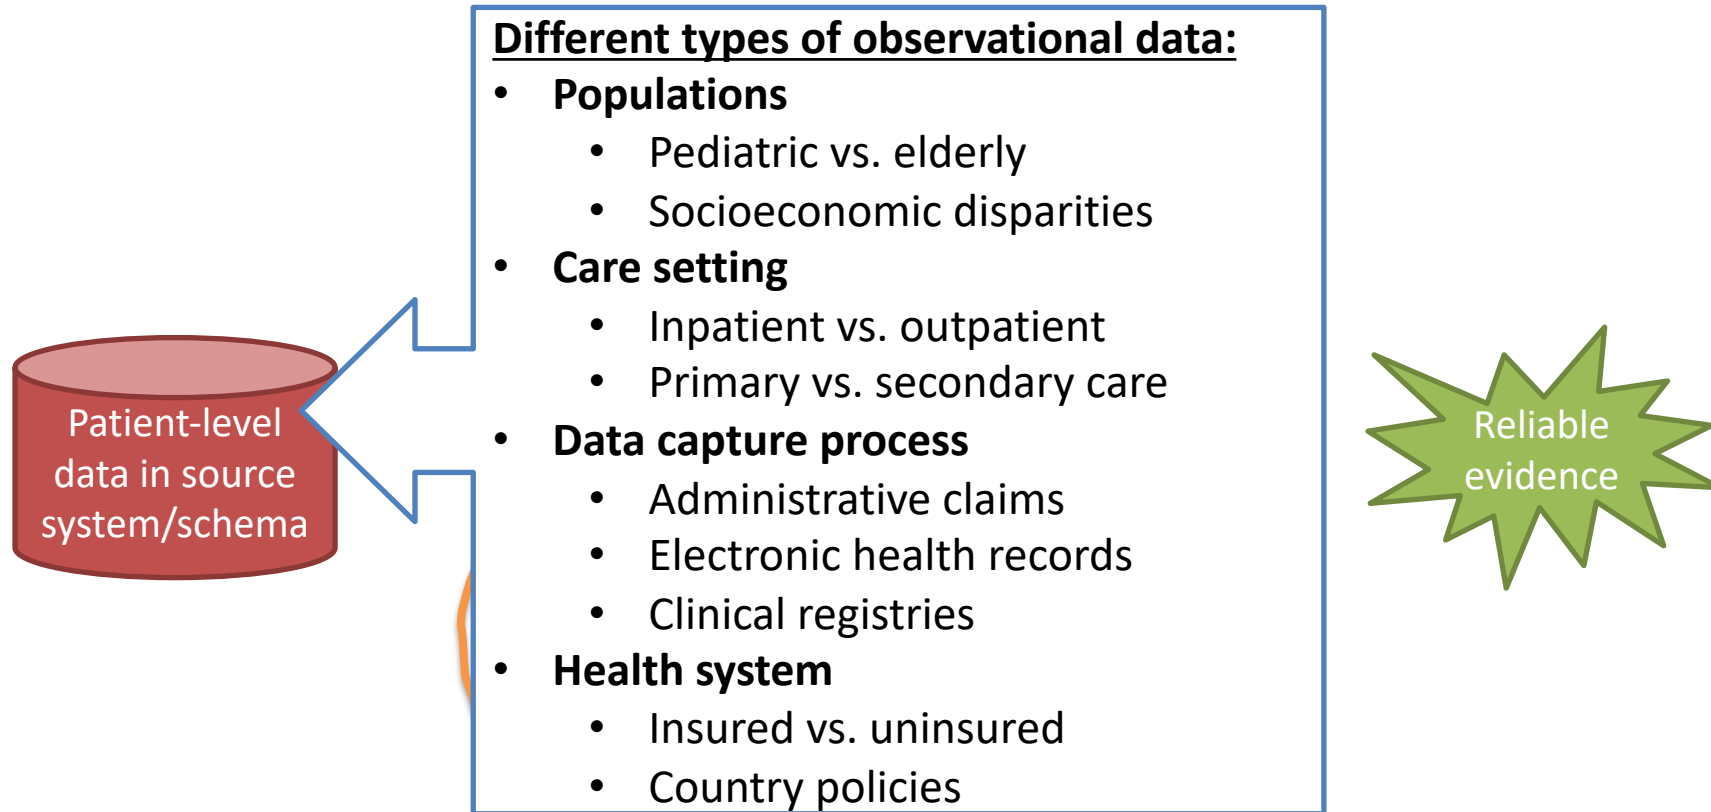 Different types of observational data:
• Populations
• Pediatric vs. elderly
• Socioeconomic disparities
• Care setting
• Inpatient vs. outpatient
• Primary vs. secondary care
• Data capture process
• Administrative claims
• Electronic health records
• Clinical registries
• Health system
• Insured vs. uninsured
• Country policies
Patient-level
data in source
system/schema
Reliable
evidence